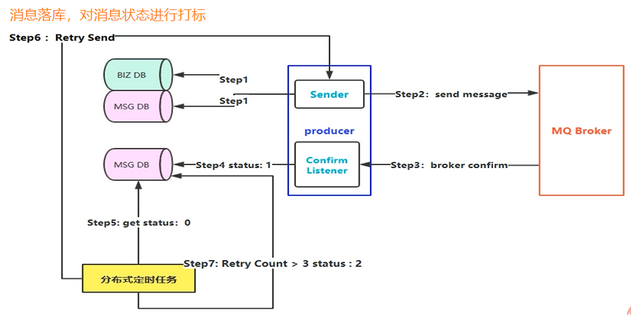 消息落库，对消息状态进行打标
Step6： Retry Send
BIZ DB
Step1
MSG DB
Step1
Sender
Step2：send message
producer
MQ Broker
MSG DB
Step4 status: 1
Confirm
Listener
Step3：broker confirm
Step5: get status：0
Step7: Retry Count > 3 status : 2
分布式定时任务